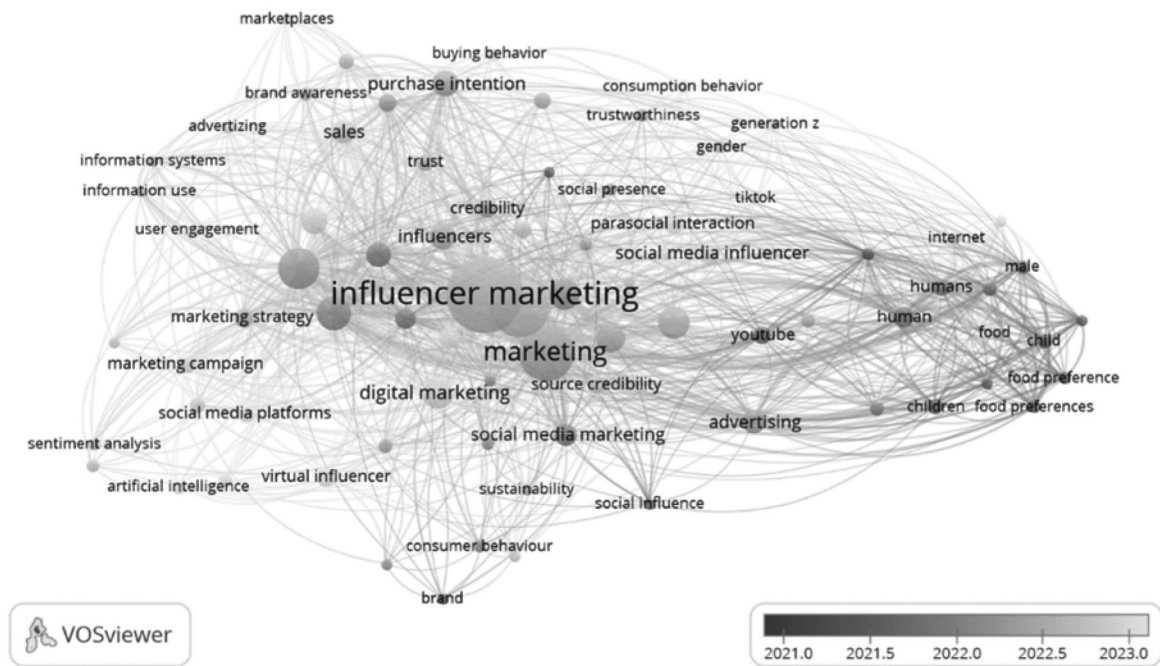 marketplaces
buying behavior
purchase intention
consumption behavior
brand awareness
trustworthiness
generation z
advertizing
sales
gender
information systems
trust
information use
social presence
tiktok
credibility
parasocial interaction
user engagement
influencers
social media influencer
internet
male
influencer marketing
humans
marketing strategy
human
youtube
food
child
marketing
marketing campaign
food preference
source credibility
digital marketing
children
food preferences
social media platforms
advertising
social media marketing
sentiment analysis
virtual influencer
artificial intelligence
sustainability
social influence
consumer behaviour
brand
VOSviewer
2021.0 2021.5 2022.0 2022.5 2023.0